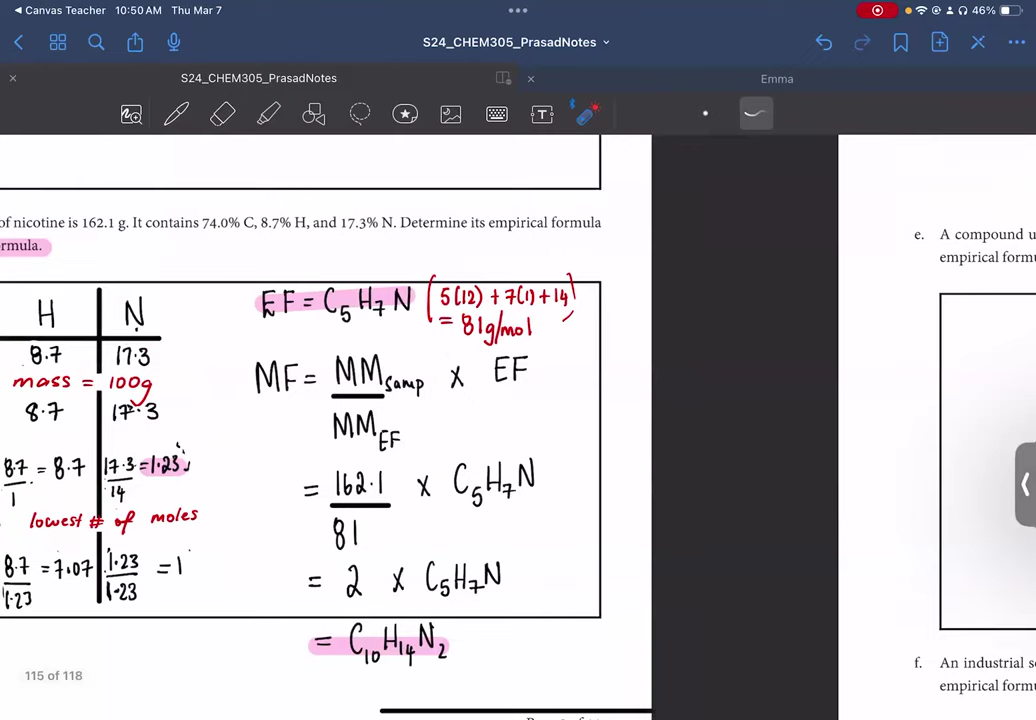 Canvas Teacher 10:50 AM Thu Mar 7
46%
S24_CHEM305_PrasadNotes
S24_CHEM305_PrasadNotes
Emma
of nicotine is 162.1 g. It contains 74.0% C, 8.7% H, and 17.3% N. Determine its empirical formula
rmula.
H N
8.7 17.3
mass = 100g
8.7 17.3
8.7/1 = 8.7 17.3/14 = 1.23
lowest # of moles
8.7/1.23 = 7.07 1.23/1.23 = 1
EF = C5H7N (5(12) + 7(1) + 14)
= 81g/mol
MF = MMsamp/MMEF x EF
= 162.1/81 x C5H7N
= 2 x C5H7N
= C10H14N2
115 of 118
e. A compound u
empirical form
f. An industrial s
empirical form